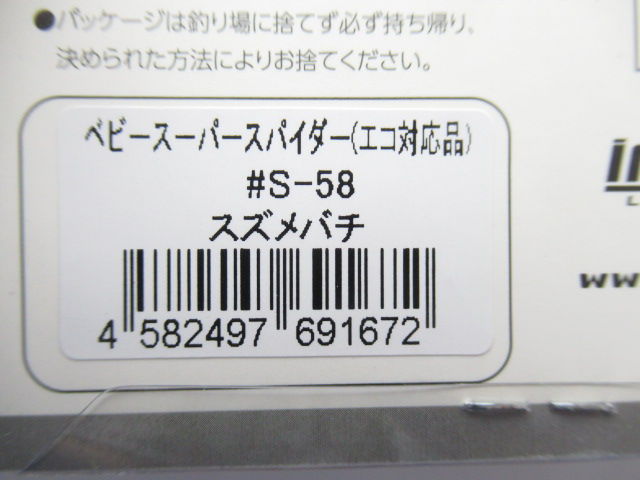 ●パッケージは釣り場に捨てず必ず持ち帰り、
決められた方法によりお捨てください。
ベビースーパースパイダー(エコ対応品)
#S-58
スズメバチ
4 582497 691672
www